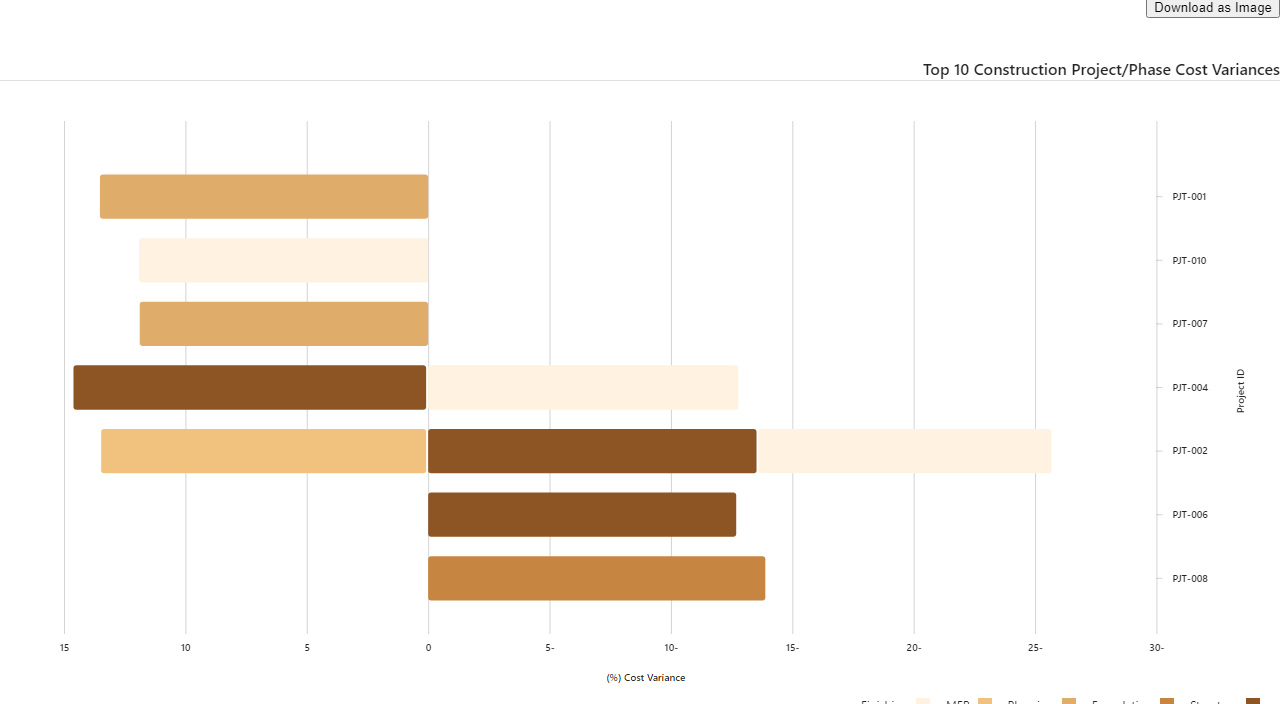 Download as Image
Top 10 Construction Project/Phase Cost Variances
PJT-001
PJT-010
PJT-007
PJT-004
PJT-002
PJT-006
PJT-008
Project ID
15 10 5 0 5- 10- 15- 20- 25- 30-
(%) Cost Variance
MEP